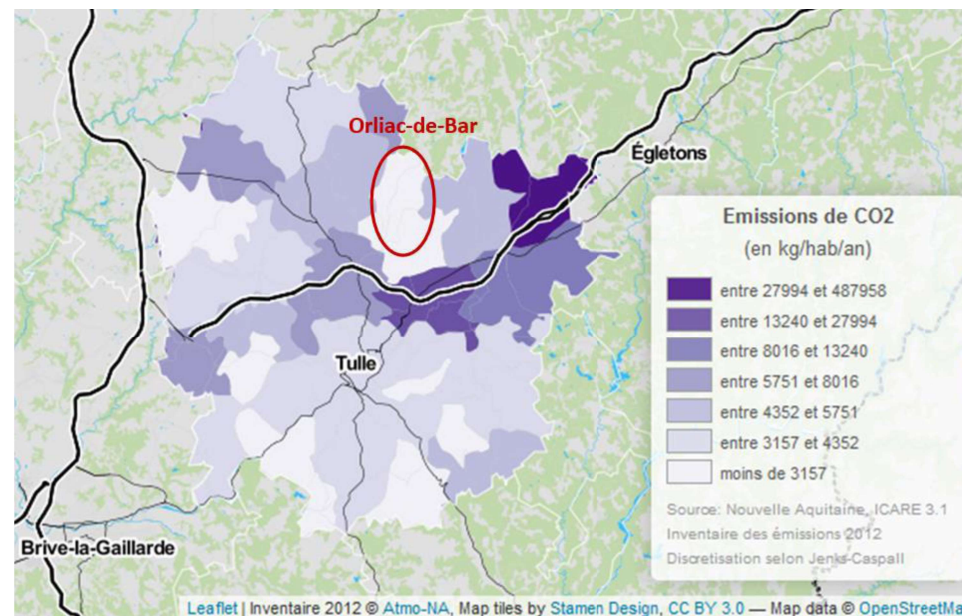 Orliac-de-Bar
Égletons
Tulle
Brive-la-Gaillarde
Emissions de CO2
(en kg/hab/an)
entre 27994 et 487958
entre 13240 et 27994
entre 8016 et 13240
entre 5751 et 8016
entre 4352 et 5751
entre 3157 et 4352
moins de 3157
Source: Nouvelle Aquitaine, ICARE 3.1
Inventaire des émissions 2012
Discretisation selon Jenks-Caspall
Leaflet | Inventaire 2012 © Atmo-NA, Map tiles by Stamen Design, CC BY 3.0 — Map data © OpenStreetMa